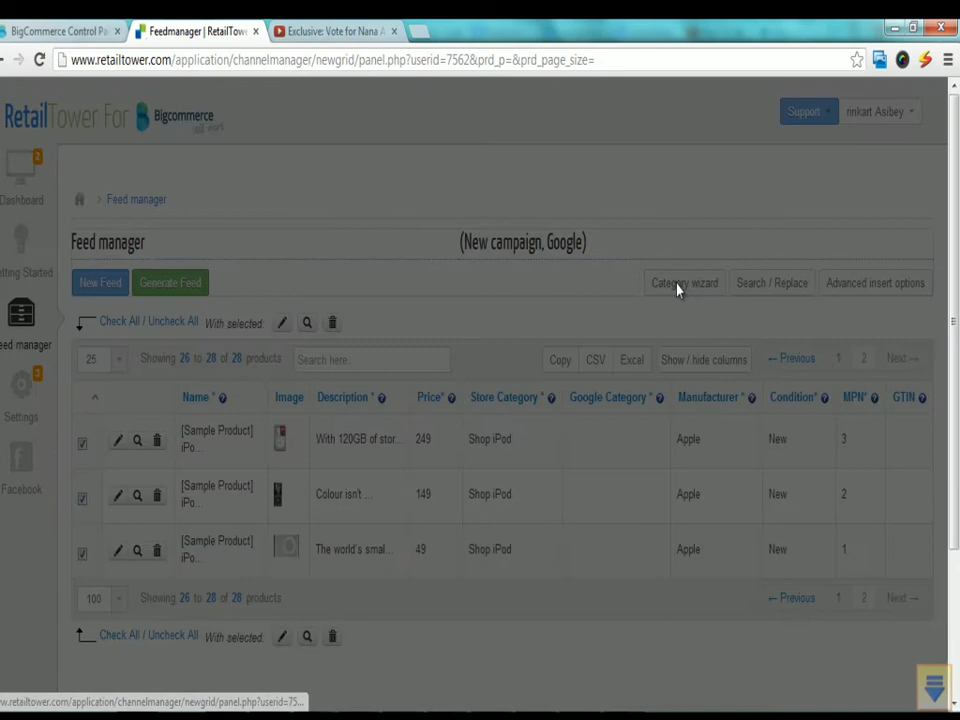 BigCommerce Control Pa
Feedmanager | RetailTow
Exclusive: Vote for Nana A
www.retailtower.com/application/channelmanager/newgrid/panel.php?userid=7562&prd_p=&prd_page_size=
RetailTower For Bigcommerce
Support
rinkart Asibey
2
Dashboard
Feed manager
etting Started
Feed manager
(New campaign, Google)
New Feed
Generate Feed
Category wizard
Search / Replace
Advanced insert options
eed manager
Check All / Uncheck All With selected:
25
Showing 26 to 28 of 28 products
Search here..
Copy
CSV
Excel
Show / hide columns
← Previous
1
2
Next →
3
Settings
Name *
Image
Description *
Price*
Store Category *
Google Category *
Manufacturer *
Condition*
MPN*
GTIN
[Sample Product] iPo...
With 120GB of stor...
249
Shop iPod
Apple
New
3
Facebook
[Sample Product] iPo...
Colour isn't ...
149
Shop iPod
Apple
New
2
[Sample Product] iPo...
The world's smal...
49
Shop iPod
Apple
New
1
100
Showing 26 to 28 of 28 products
← Previous
1
2
Next →
Check All / Uncheck All With selected:
www.retailtower.com/application/channelmanager/newgrid/panel.php?userid=75...